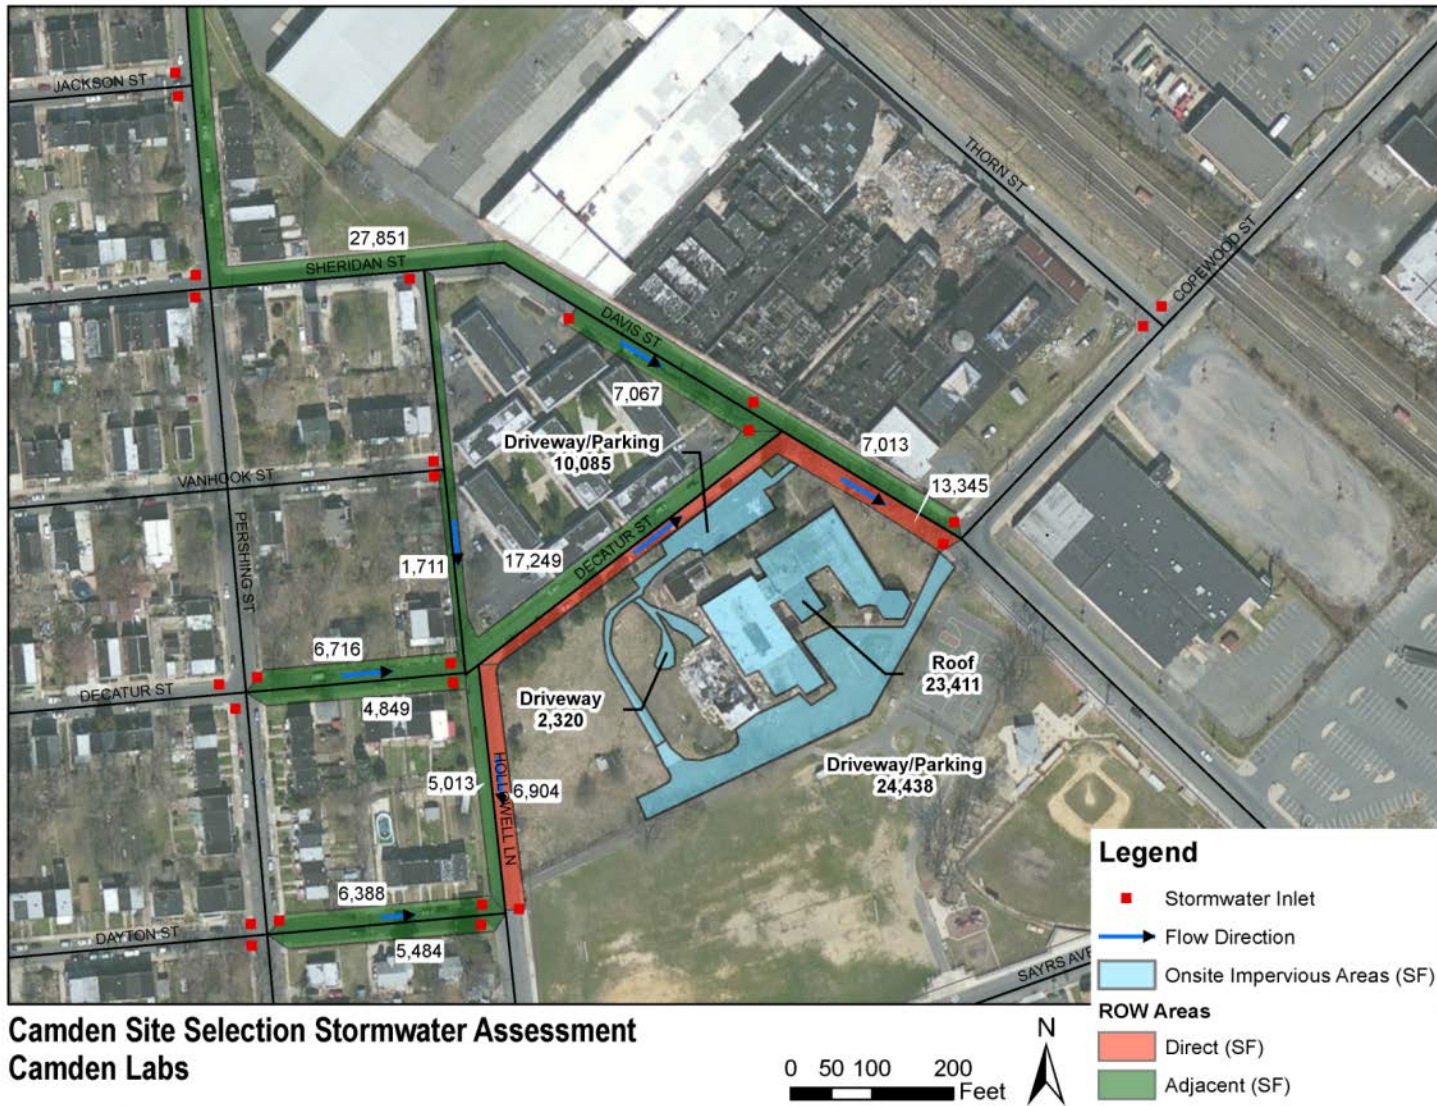 JACKSON ST
THORN ST
COPEWOOD ST
27,851
SHERIDAN ST
DAVIS ST
7,067
Driveway/Parking
10,085
7,013
13,345
VANHOOK ST
PERSHING ST
1,711
17,249
DECATUR ST
6,716
DECATUR ST
4,849
Driveway
2,320
Roof
23,411
5,013
6,904
HOLLOWELL LN
Driveway/Parking
24,438
6,388
DAYTON ST
5,484
SAYRS AVE
Legend
Stormwater Inlet
Flow Direction
Onsite Impervious Areas (SF)
ROW Areas
Direct (SF)
Adjacent (SF)
Camden Site Selection Stormwater Assessment
Camden Labs
0 50 100 200
Feet
N